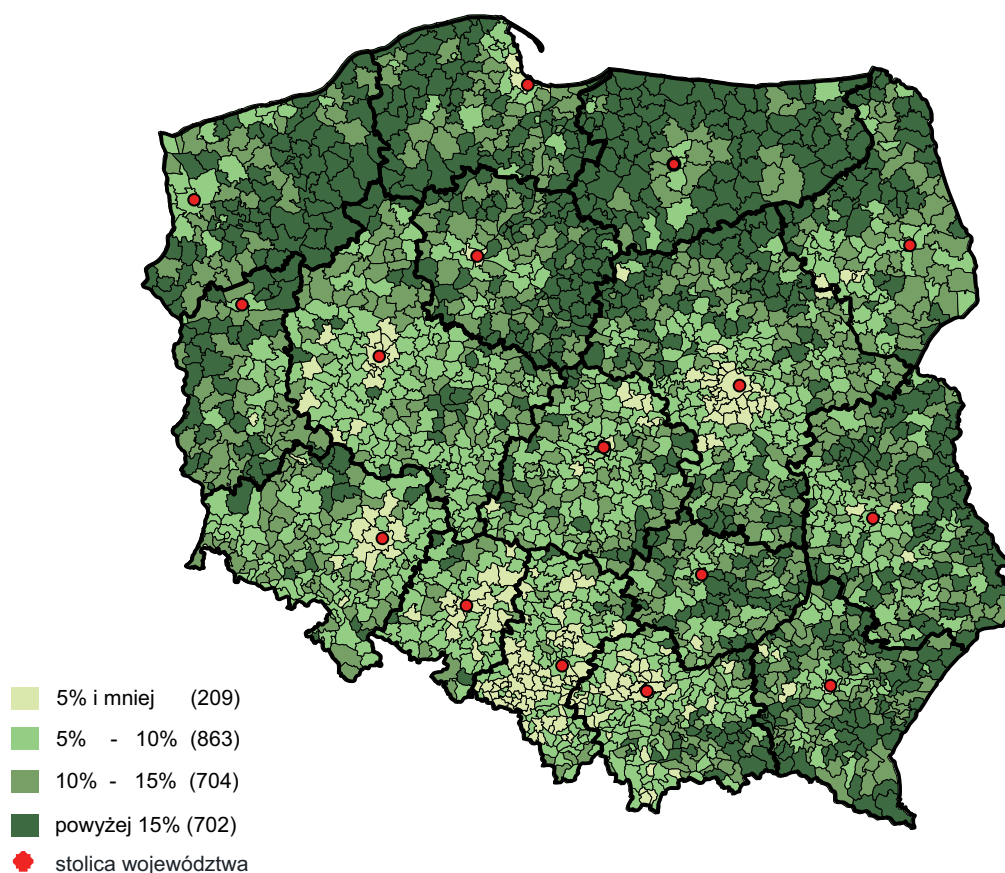 5% i mniej (209)
5% - 10% (863)
10% - 15% (704)
powyżej 15% (702)
stolica województwa